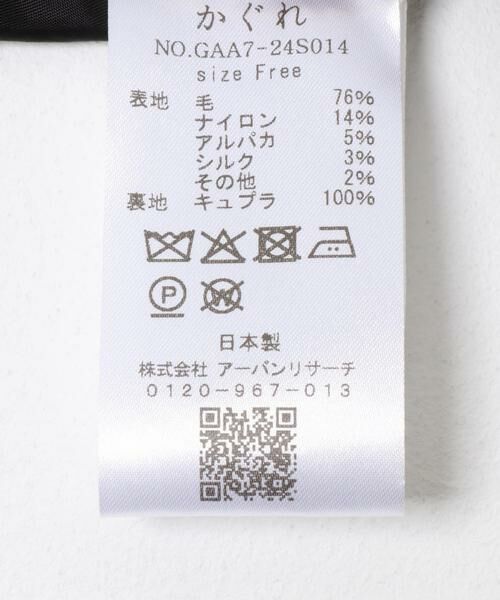 かぐれ
NO.GAA7-24S014
size Free
表地 毛 76%
ナイロン 14%
アルパカ 5%
シルク 3%
その他 2%
裏地 キュプラ 100%
P W
日本製
株式会社 アーバンリサーチ
0120-967-013